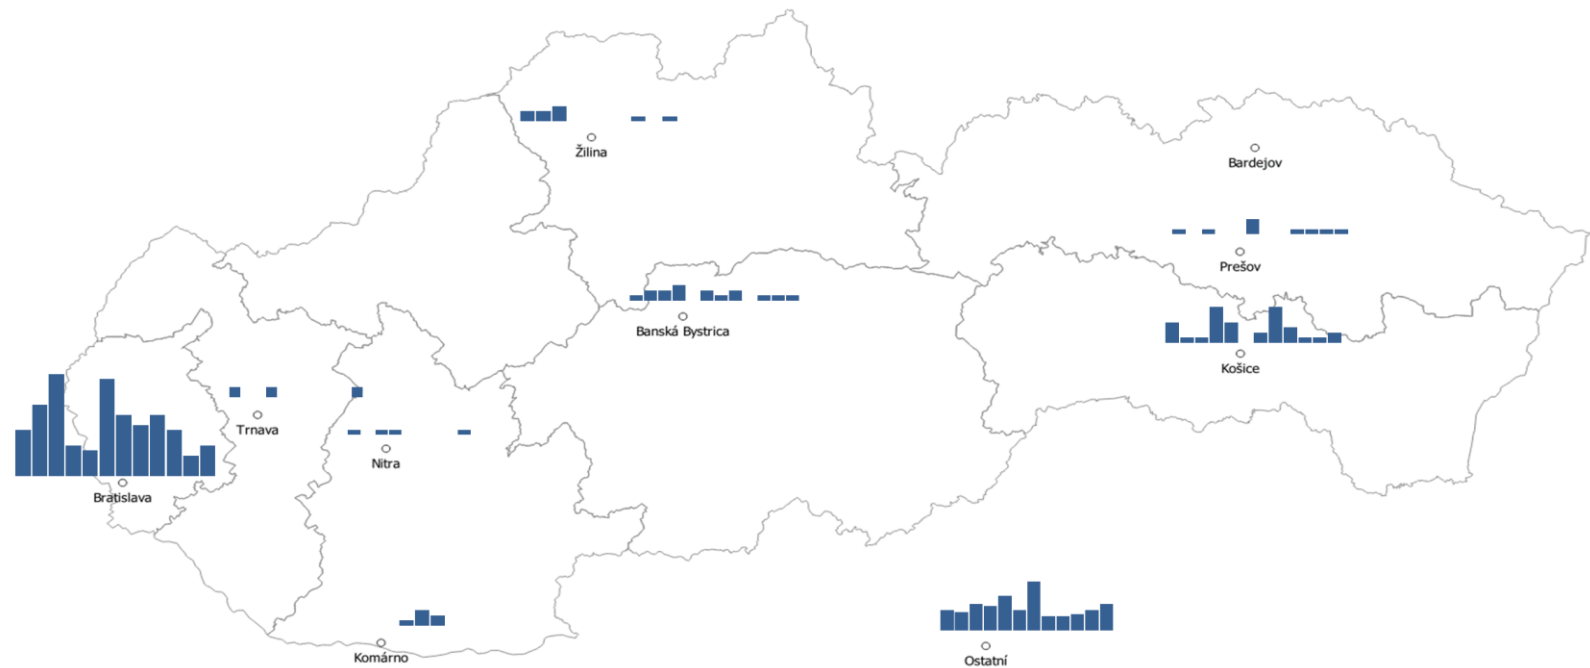 Žilina
Bardejov
Prešov
Banská Bystrica
Košice
Trnava
Nitra
Bratislava
Komárno
Ostatní